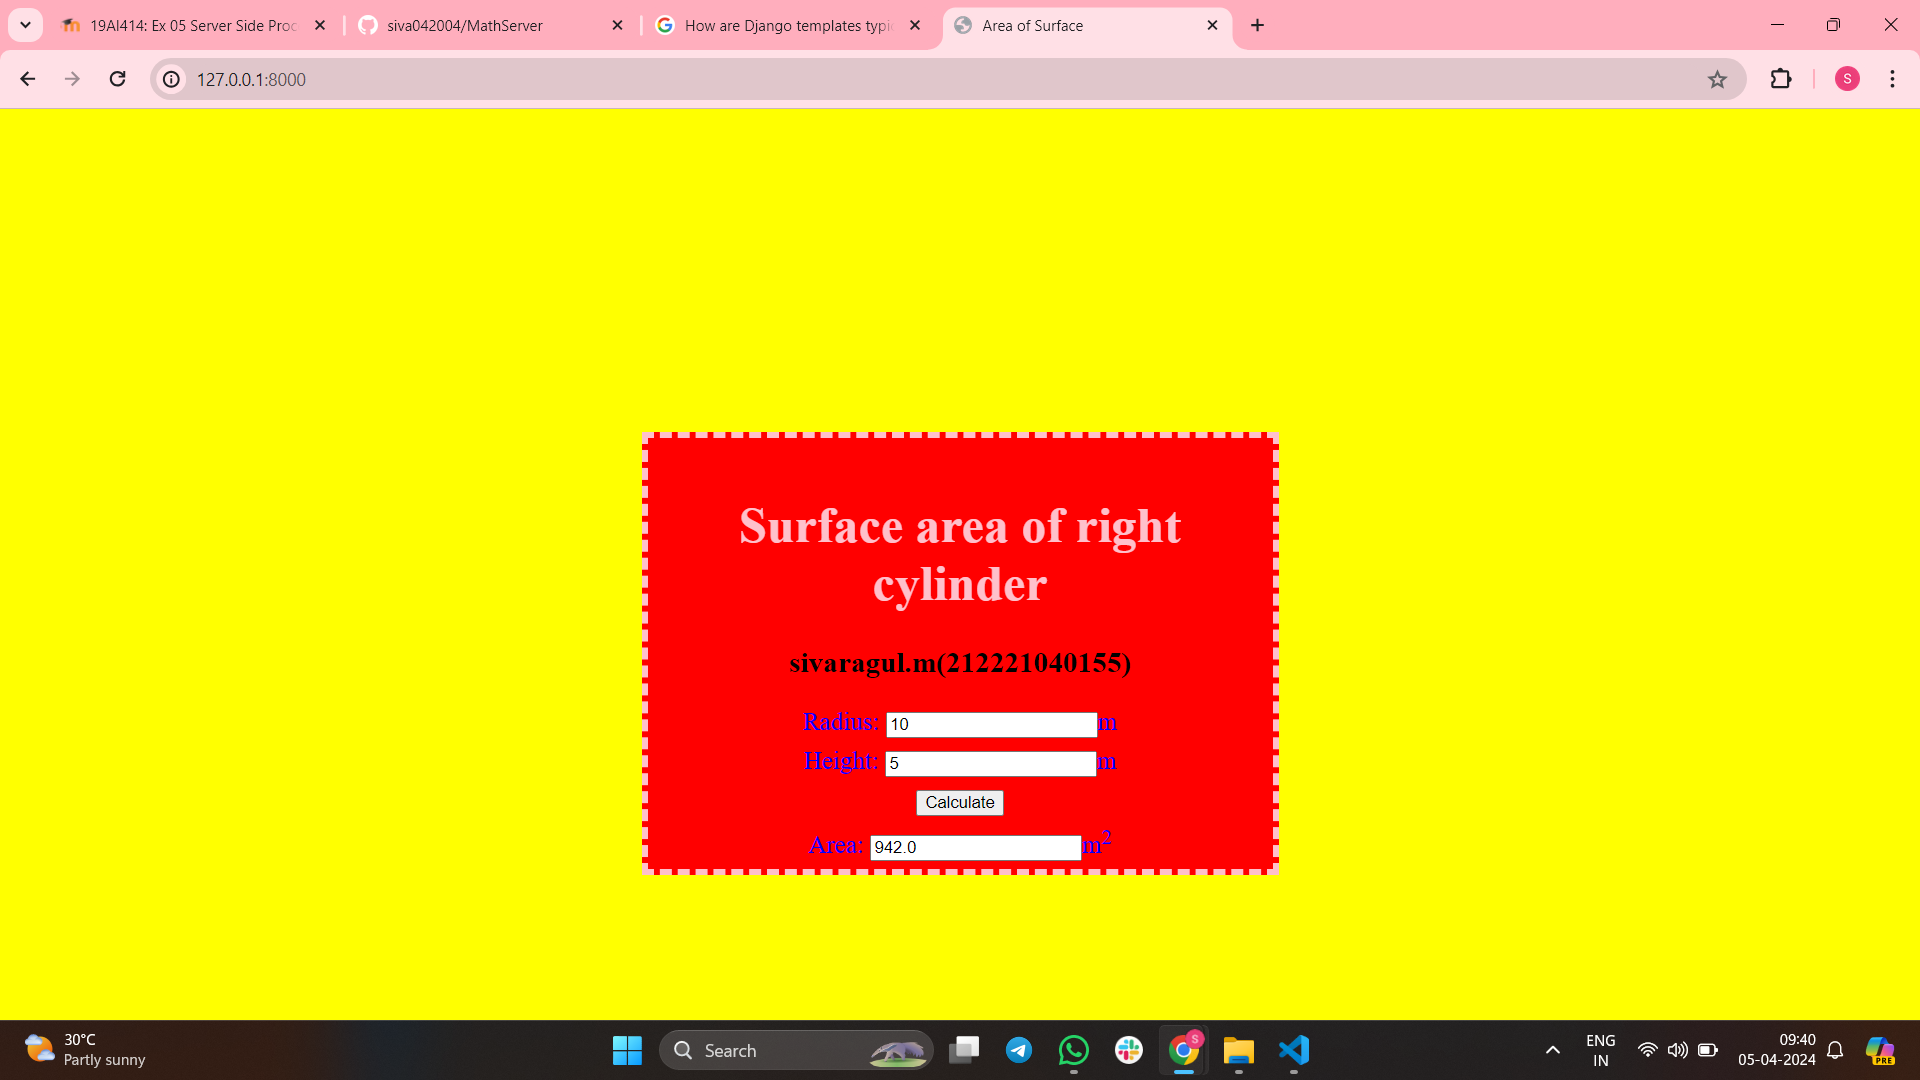 19AI414: Ex 05 Server Side Proc
siva042004/MathServer
How are Django templates typi
Area of Surface
127.0.0.1:8000
S
Surface area of right
cylinder
sivaragul.m(212221040155)
Radius: 10 m
Height: 5 m
Calculate
Area: 942.0 m²
30°C
Partly sunny
Search
S
ENG
IN
09:40
05-04-2024
PRE